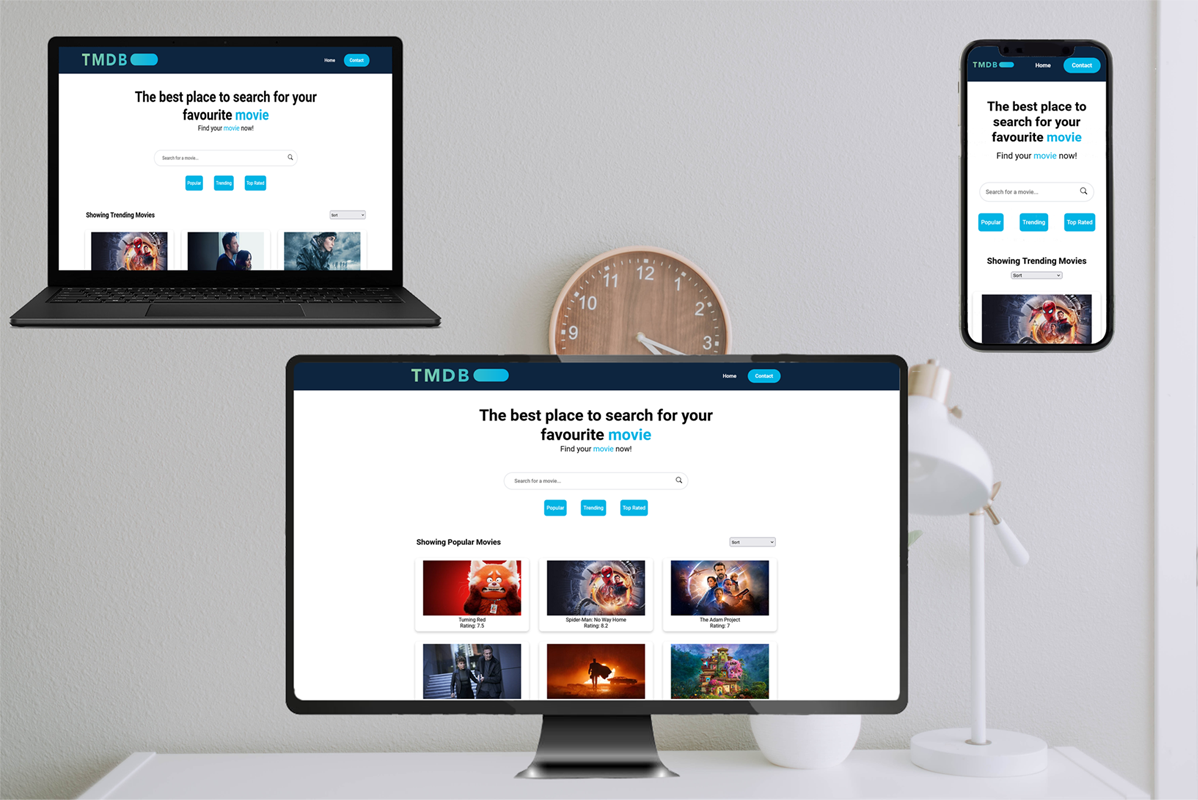 TMDB
Home
Contact
The best place to search for your
favourite movie
Find your movie now!
Search for a movie...
Popular
Trending
Top Rated
Showing Trending Movies
Sort
TMDB
Home
Contact
The best place to
search for your
favourite movie
Find your movie now!
Search for a movie...
Popular
Trending
Top Rated
Showing Trending Movies
Sort
11
12
1
10
2
9
3
TMDB
Home
Contact
The best place to search for your
favourite movie
Find your movie now!
Search for a movie...
Popular
Trending
Top Rated
Showing Popular Movies
Sort
Turning Red
Rating: 7.5
Spider-Man: No Way Home
Rating: 8.2
The Adam Project
Rating: 7